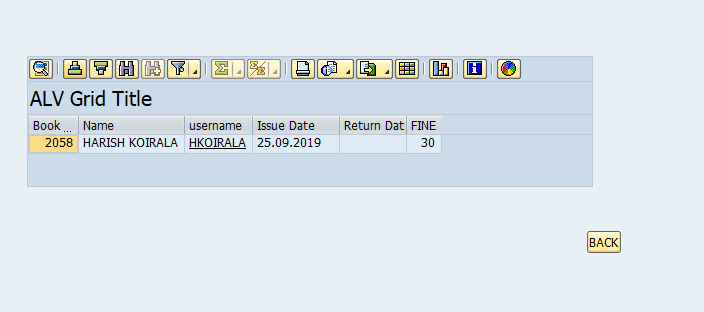 ALV Grid Title
Book ... Name username Issue Date Return Dat FINE
2058 HARISH KOIRALA HKOIRALA 25.09.2019 30
BACK